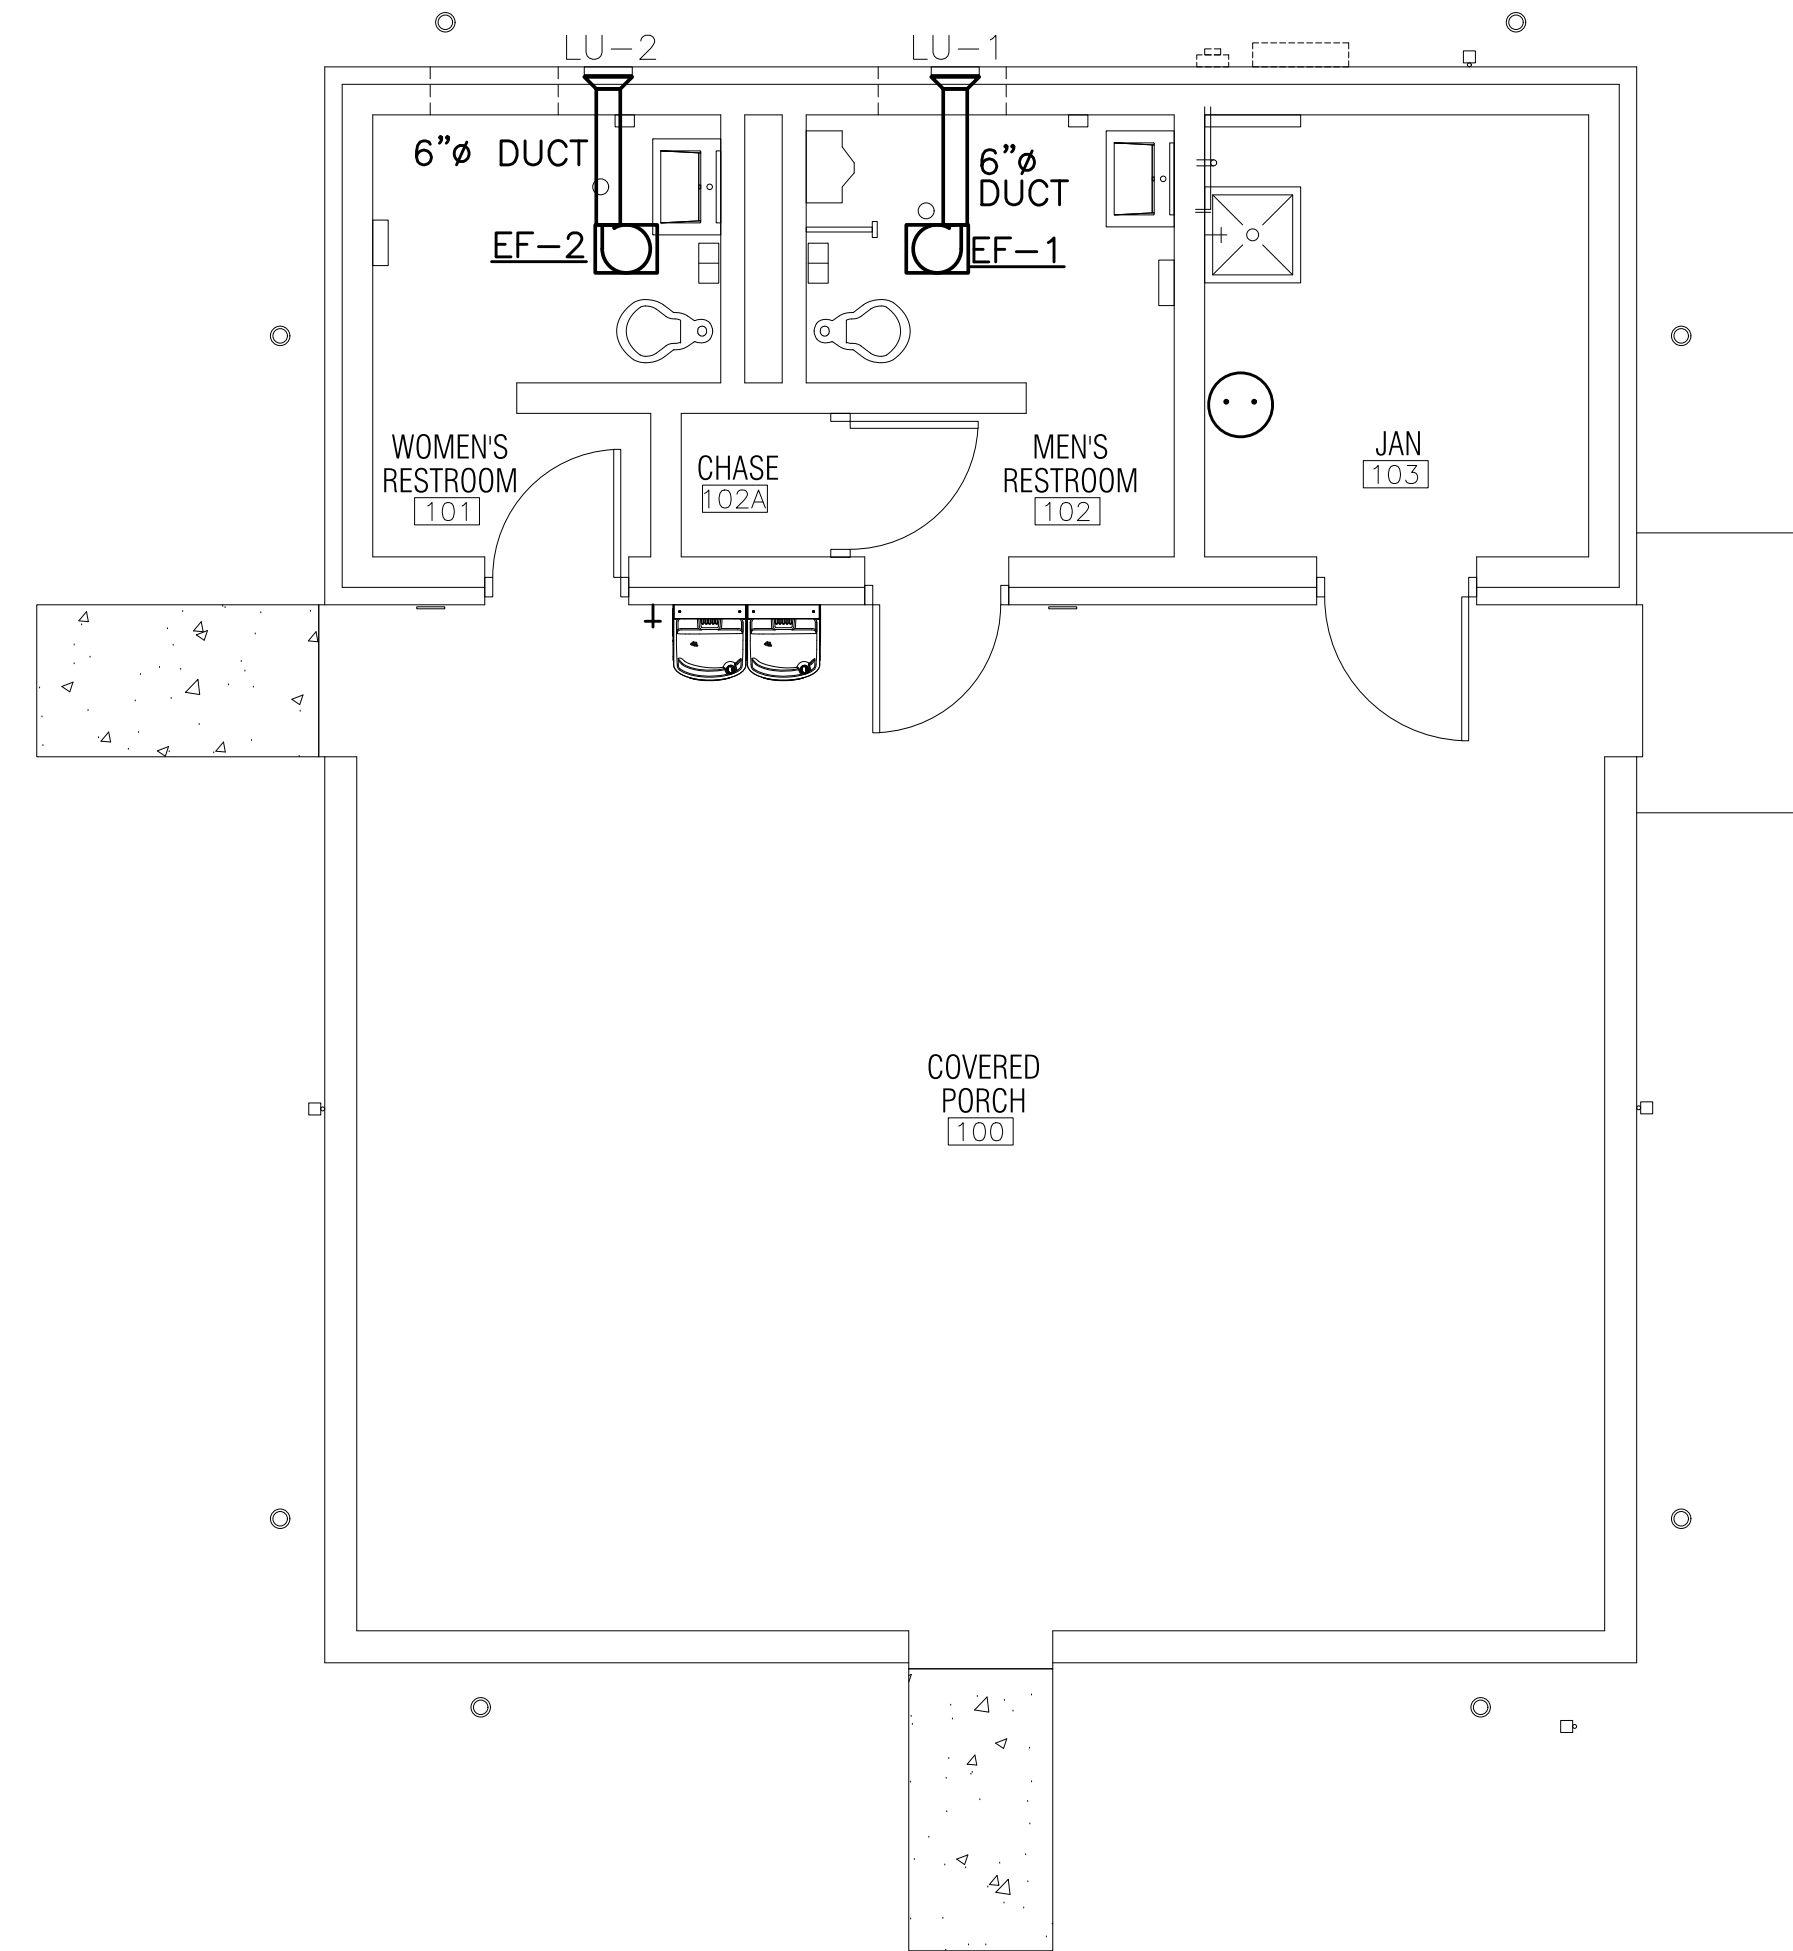 LU-2
LU-1
6"ø DUCT
6"ø
DUCT
EF-2
EF-1
WOMEN'S
RESTROOM
101
CHASE
102A
MEN'S
RESTROOM
102
JAN
103
COVERED
PORCH
100